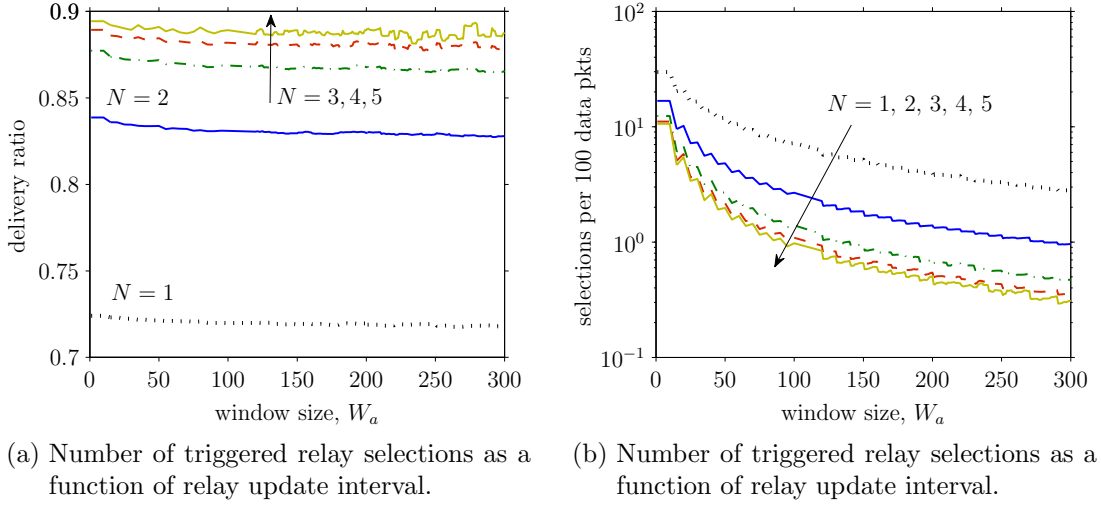 0.9
0.85
0.8
0.75
0.7
delivery ratio
N = 2
N = 3, 4, 5
N = 1
0 50 100 150 200 250 300
window size, W_a
(a) Number of triggered relay selections as a
function of relay update interval.
10^2
10^1
10^0
10^−1
selections per 100 data pkts
N = 1, 2, 3, 4, 5
0 50 100 150 200 250 300
window size, W_a
(b) Number of triggered relay selections as a
function of relay update interval.